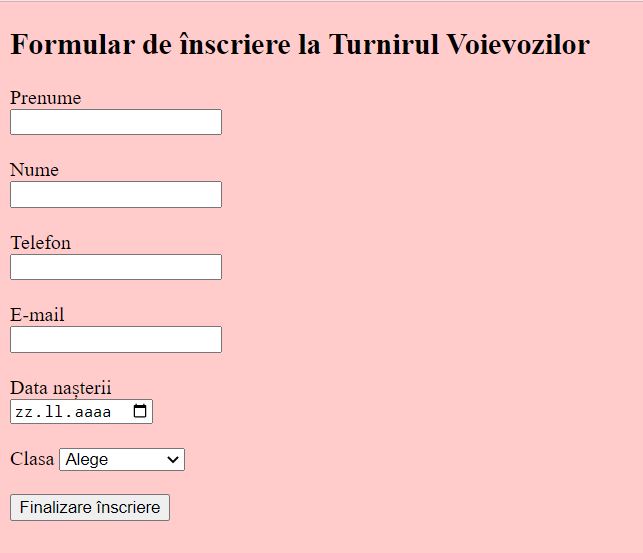 Formular de înscriere la Turnirul Voievozilor
Prenume
Nume
Telefon
E-mail
Data nașterii
zz.ll.aaaa
Clasa Alege
Finalizare înscriere